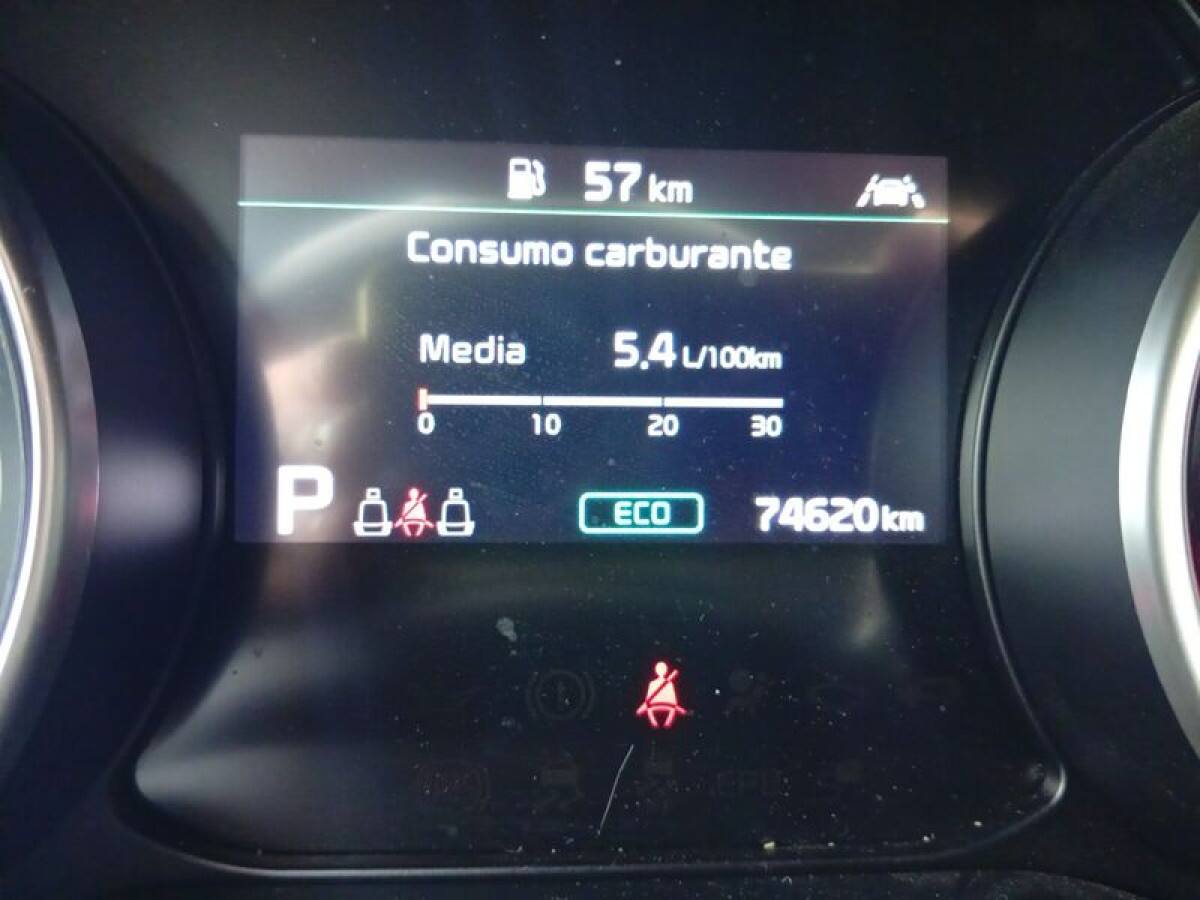 57 km
Consumo carburante
Media 5.4 L/100km
0 10 20 30
P ECO 74620 km